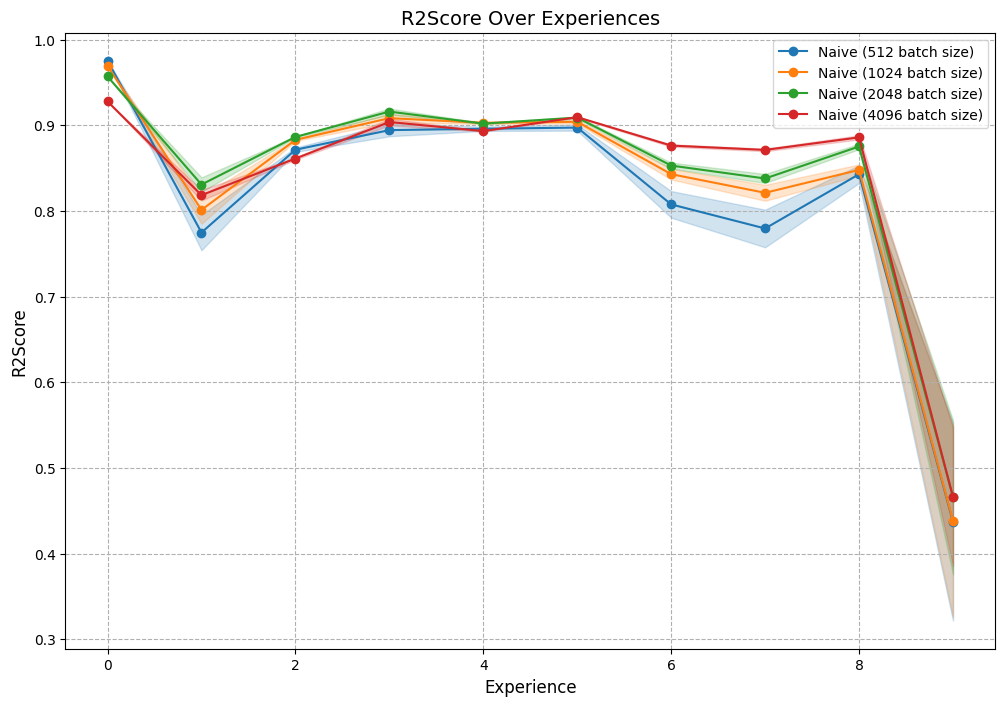 R2Score Over Experiences
Naive (512 batch size)
Naive (1024 batch size)
Naive (2048 batch size)
Naive (4096 batch size)
R2Score
1.0
0.9
0.8
0.7
0.6
0.5
0.4
0.3
0 2 4 6 8
Experience